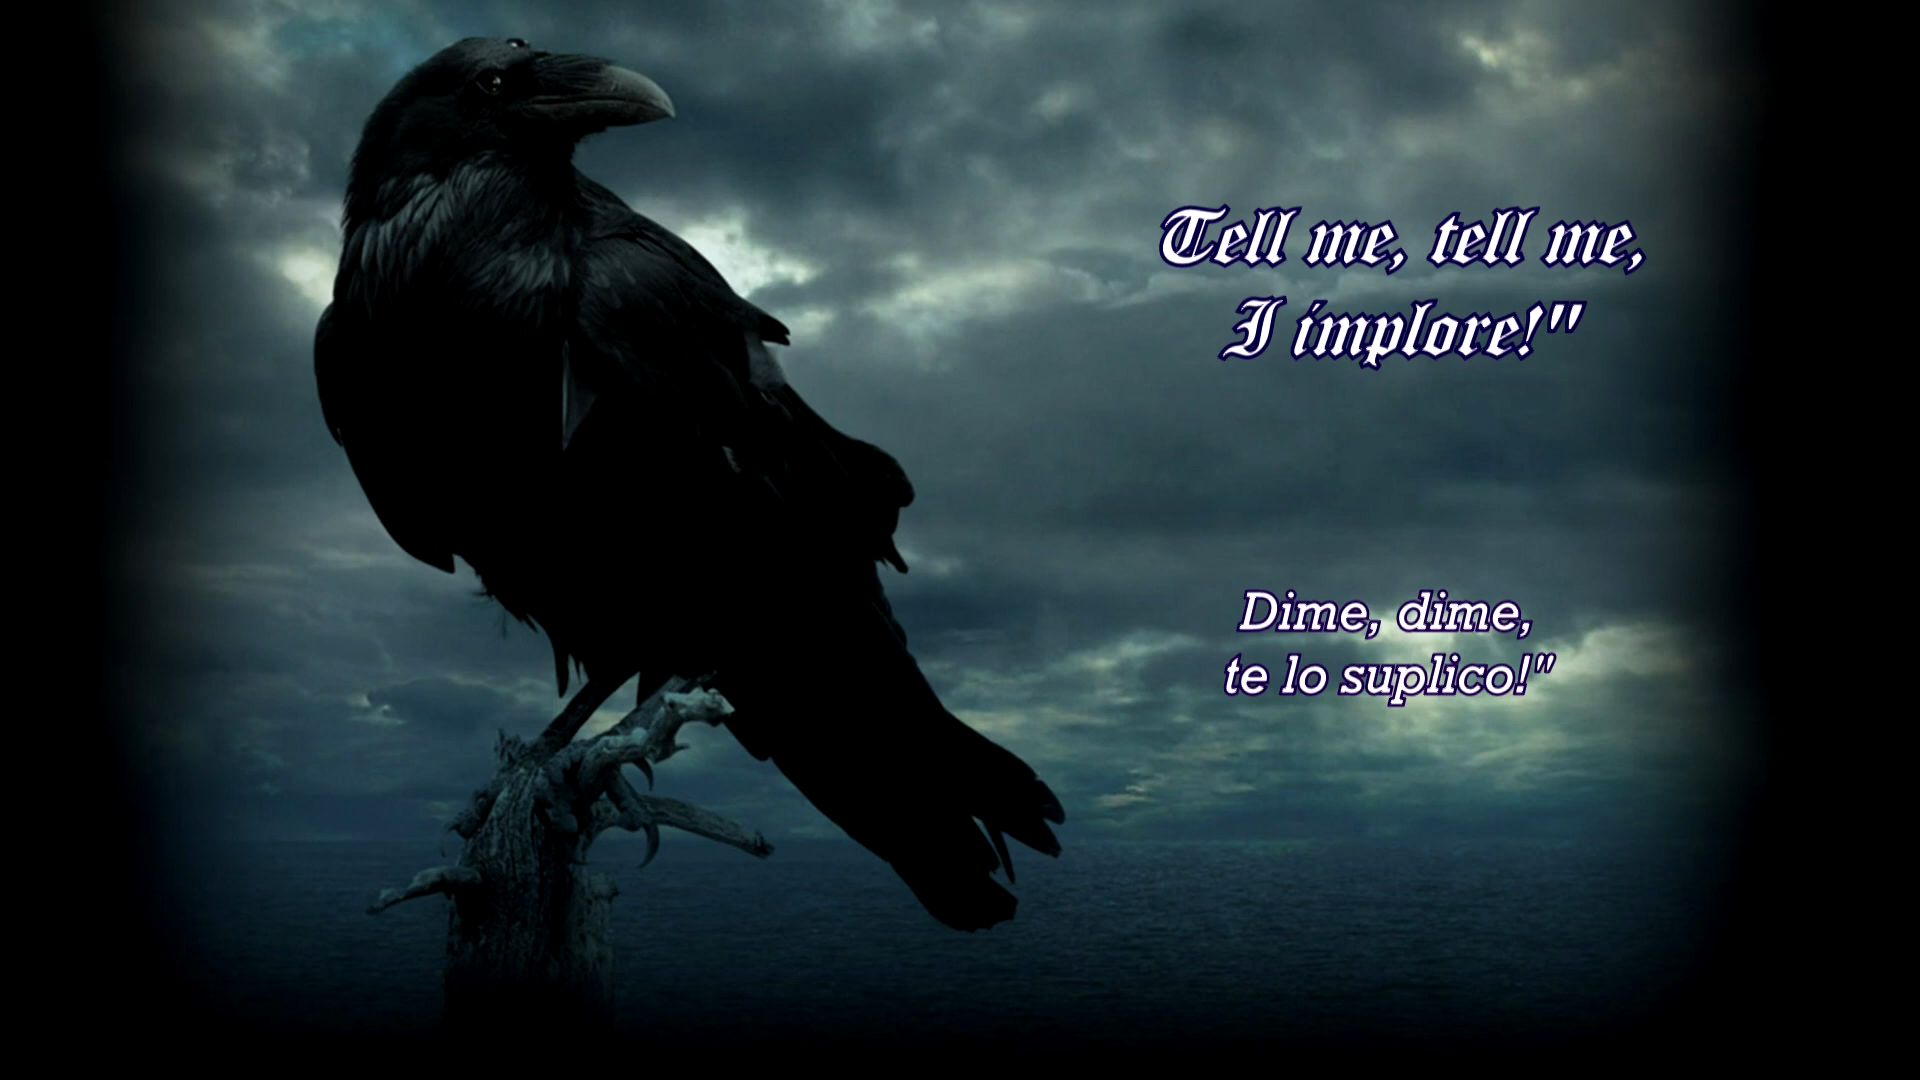 Tell me, tell me,
I implore!"
Dime, dime,
te lo suplico!"